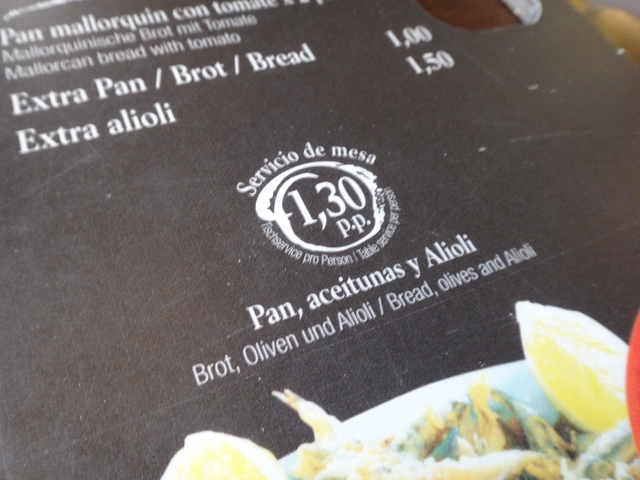 Pan mallorquin con tomate x 2
Mallorquinische Brot mit Tomate
Mallorcan bread with tomato
Extra Pan / Brot / Bread 1,00
Extra alioli 1,50
Servicio de mesa
1,30
p.p.
Tischservice pro Person | Table service per person
Pan, aceitunas y Alioli
Brot, Oliven und Alioli / Bread, olives and Alioli